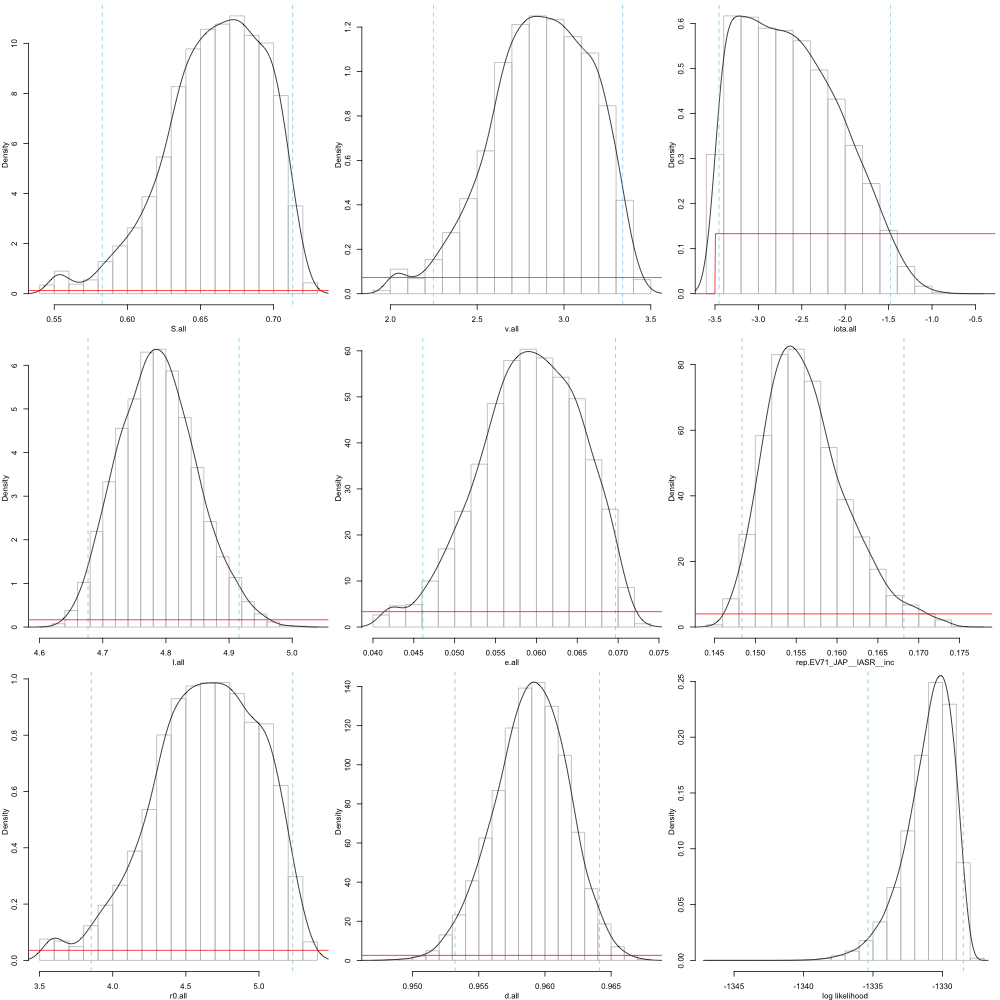 Density
0 2 4 6 8 10
0.55 0.60 0.65 0.70
S.all
Density
0.0 0.2 0.4 0.6 0.8 1.0 1.2
2.0 2.5 3.0 3.5
v.all
Density
0.0 0.1 0.2 0.3 0.4 0.5 0.6
-3.5 -3.0 -2.5 -2.0 -1.5 -1.0 -0.5
iota.all
Density
0 1 2 3 4 5 6
4.6 4.7 4.8 4.9 5.0
l.all
Density
0 10 20 30 40 50 60
0.040 0.045 0.050 0.055 0.060 0.065 0.070 0.075
e.all
Density
0 20 40 60 80
0.145 0.150 0.155 0.160 0.165 0.170 0.175
rep.EV71_JAP__IASR__inc
Density
0.0 0.2 0.4 0.6 0.8 1.0
3.5 4.0 4.5 5.0
r0.all
Density
0 20 40 60 80 100 120 140
0.950 0.955 0.960 0.965
d.all
Density
0.00 0.05 0.10 0.15 0.20 0.25
-1345 -1340 -1335 -1330
log likelihood